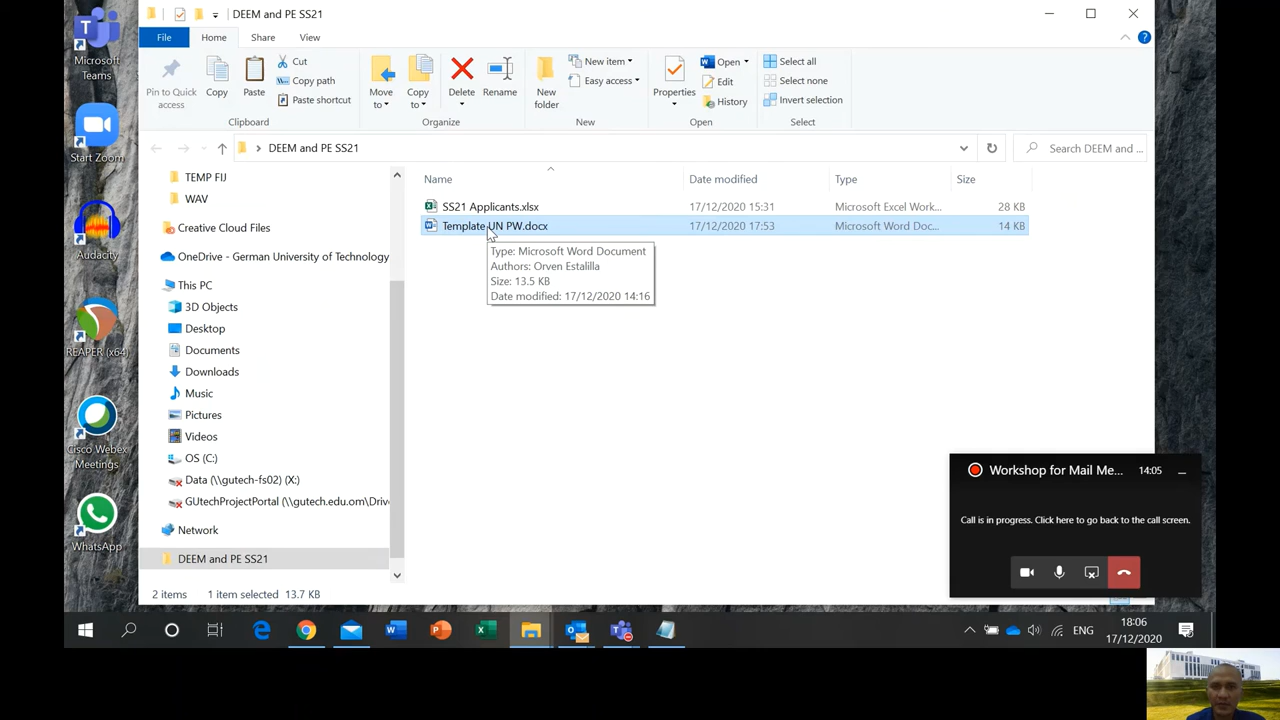 DEEM and PE SS21
File
Home
Share
View
Pin to Quick access
Copy
Paste
Cut
Copy path
Paste shortcut
Clipboard
Move to
Copy to
Delete
Rename
Organize
New folder
New item
Easy access
New
Properties
Open
Edit
History
Open
Select all
Select none
Invert selection
Select
DEEM and PE SS21
Search DEEM and ...
Name
Date modified
Type
Size
SS21 Applicants.xlsx
17/12/2020 15:31
Microsoft Excel Work...
28 KB
Template UN PW.docx
17/12/2020 17:53
Microsoft Word Doc...
14 KB
Type: Microsoft Word Document
Authors: Orven Estalilla
Size: 13.5 KB
Date modified: 17/12/2020 14:16
TEMP FIJ
WAV
Creative Cloud Files
OneDrive - German University of Technology
This PC
3D Objects
Desktop
Documents
Downloads
Music
Pictures
Videos
OS (C:)
Data (\\gutech-fs02) (X:)
GUtechProjectPortal (\\gutech.edu.om\Driv
Network
DEEM and PE SS21
2 items
1 item selected 13.7 KB
Microsoft Teams
Start Zoom
Audacity
REAPER (x64)
Cisco Webex Meetings
WhatsApp
Workshop for Mail Me...
14:05
Call is in progress. Click here to go back to the call screen.
ENG
18:06
17/12/2020